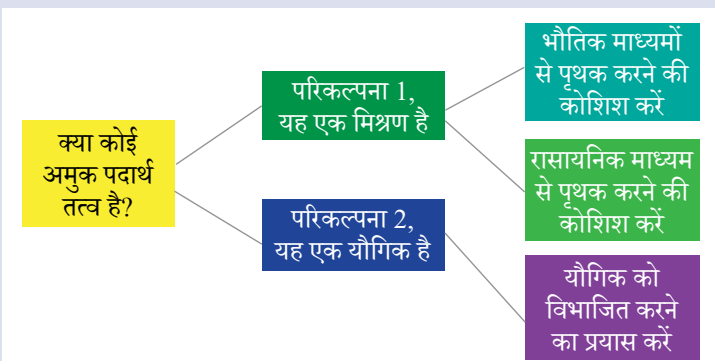 क्या कोई
अमुक पदार्थ
तत्व है?
परिकल्पना 1,
यह एक मिश्रण है
परिकल्पना 2,
यह एक यौगिक है
भौतिक माध्यमों
से पृथक करने की
कोशिश करें
रासायनिक माध्यम
से पृथक करने की
कोशिश करें
यौगिक को
विभाजित करने
का प्रयास करें